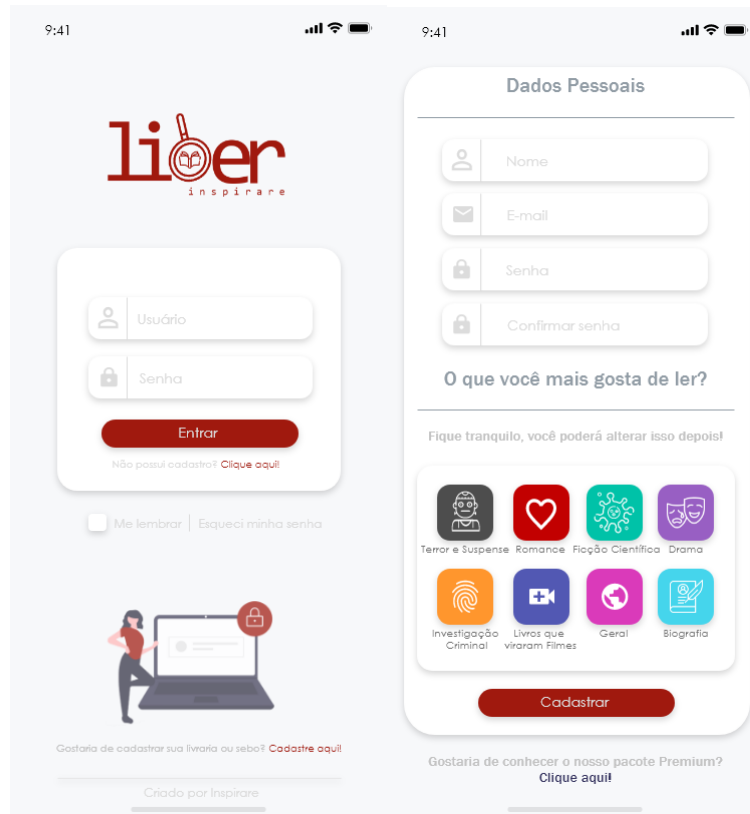 9:41
liber
inspirare
Usuário
Senha
Entrar
Não possui cadastro? Clique aqui!
Me lembrar | Esqueci minha senha
Gostaria de cadastrar sua livraria ou sebo? Cadastre aqui!
Criado por Inspirare
9:41
Dados Pessoais
Nome
E-mail
Senha
Confirmar senha
O que você mais gosta de ler?
Fique tranquilo, você poderá alterar isso depois!
Terror e Suspense Romance Ficção Científica Drama
Investigação Livros que Geral Biografia
Criminal viraram Filmes
Cadastrar
Gostaria de conhecer o nosso pacote Premium?
Clique aqui!